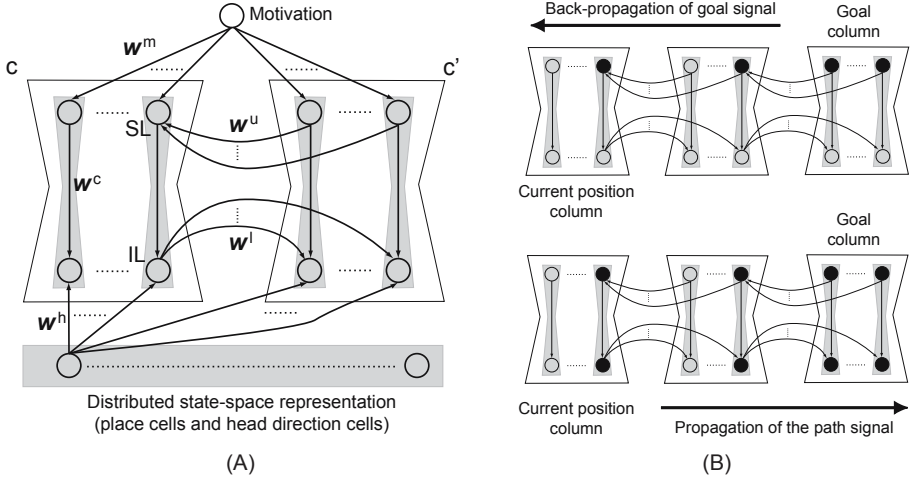 Motivation
w^m
c
c'
SL
w^u
w^c
IL
w^l
w^h
Distributed state-space representation
(place cells and head direction cells)
(A)
Back-propagation of goal signal
Goal
column
Current position
column
Goal
column
Current position
column
Propagation of the path signal
(B)